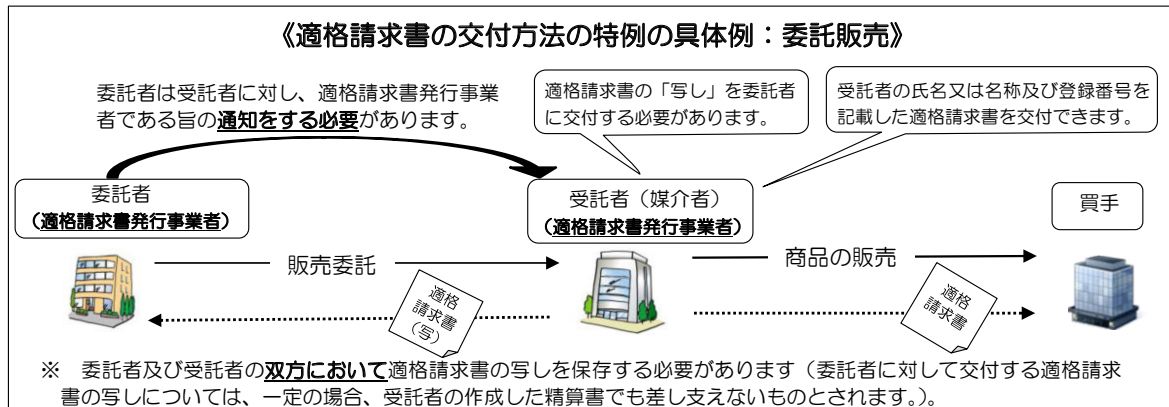 《適格請求書の交付方法の特例の具体例：委託販売》
委託者は受託者に対し、適格請求書発行事業
者である旨の通知をする必要があります。
適格請求書の「写し」を委託者
に交付する必要があります。
受託者の氏名又は名称及び登録番号を
記載した適格請求書を交付できます。
委託者
（適格請求書発行事業者）
受託者（媒介者）
（適格請求書発行事業者）
買手
販売委託
商品の販売
適格
請求書
（写）
適格
請求書
※　委託者及び受託者の双方において適格請求書の写しを保存する必要があります（委託者に対して交付する適格請求
書の写しについては、一定の場合、受託者の作成した精算書でも差し支えないものとされます。）。